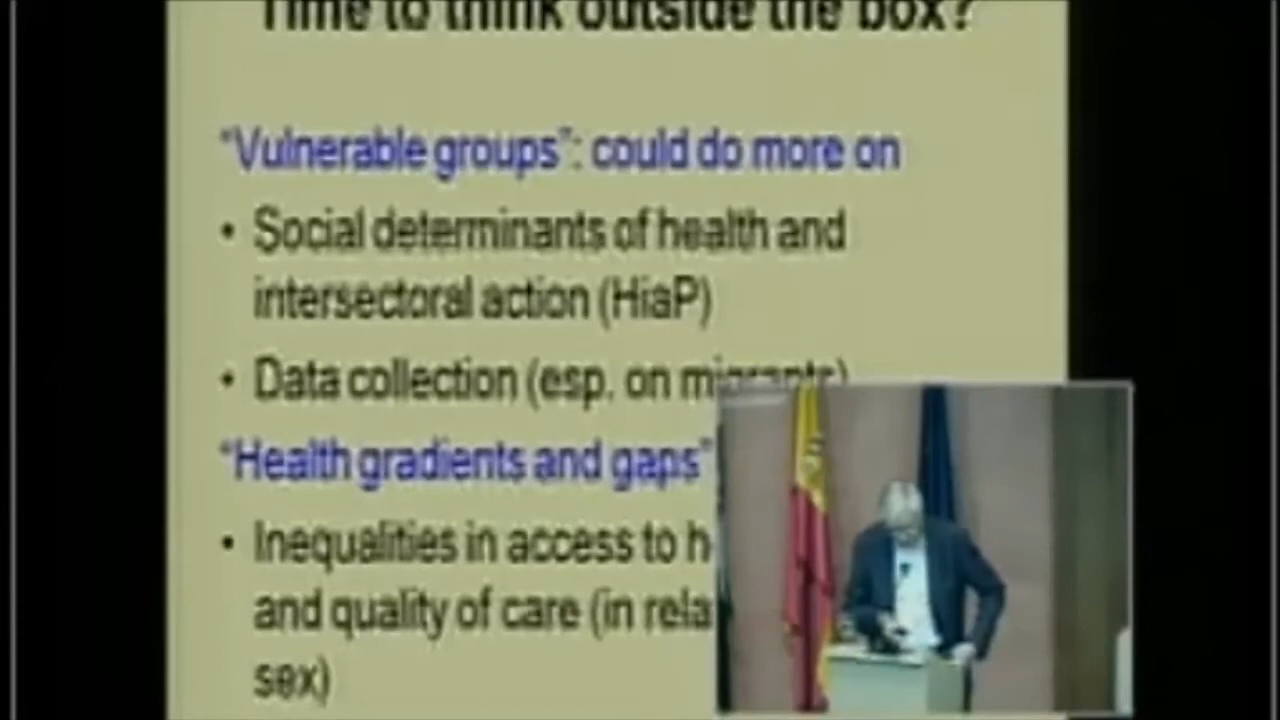 Time to think outside the box?
"Vulnerable groups": could do more on
• Social determinants of health and
intersectoral action (HiaP)
• Data collection (esp. on migrants)
"Health gradients and gaps"
• Inequalities in access to h
and quality of care (in rela
sex)